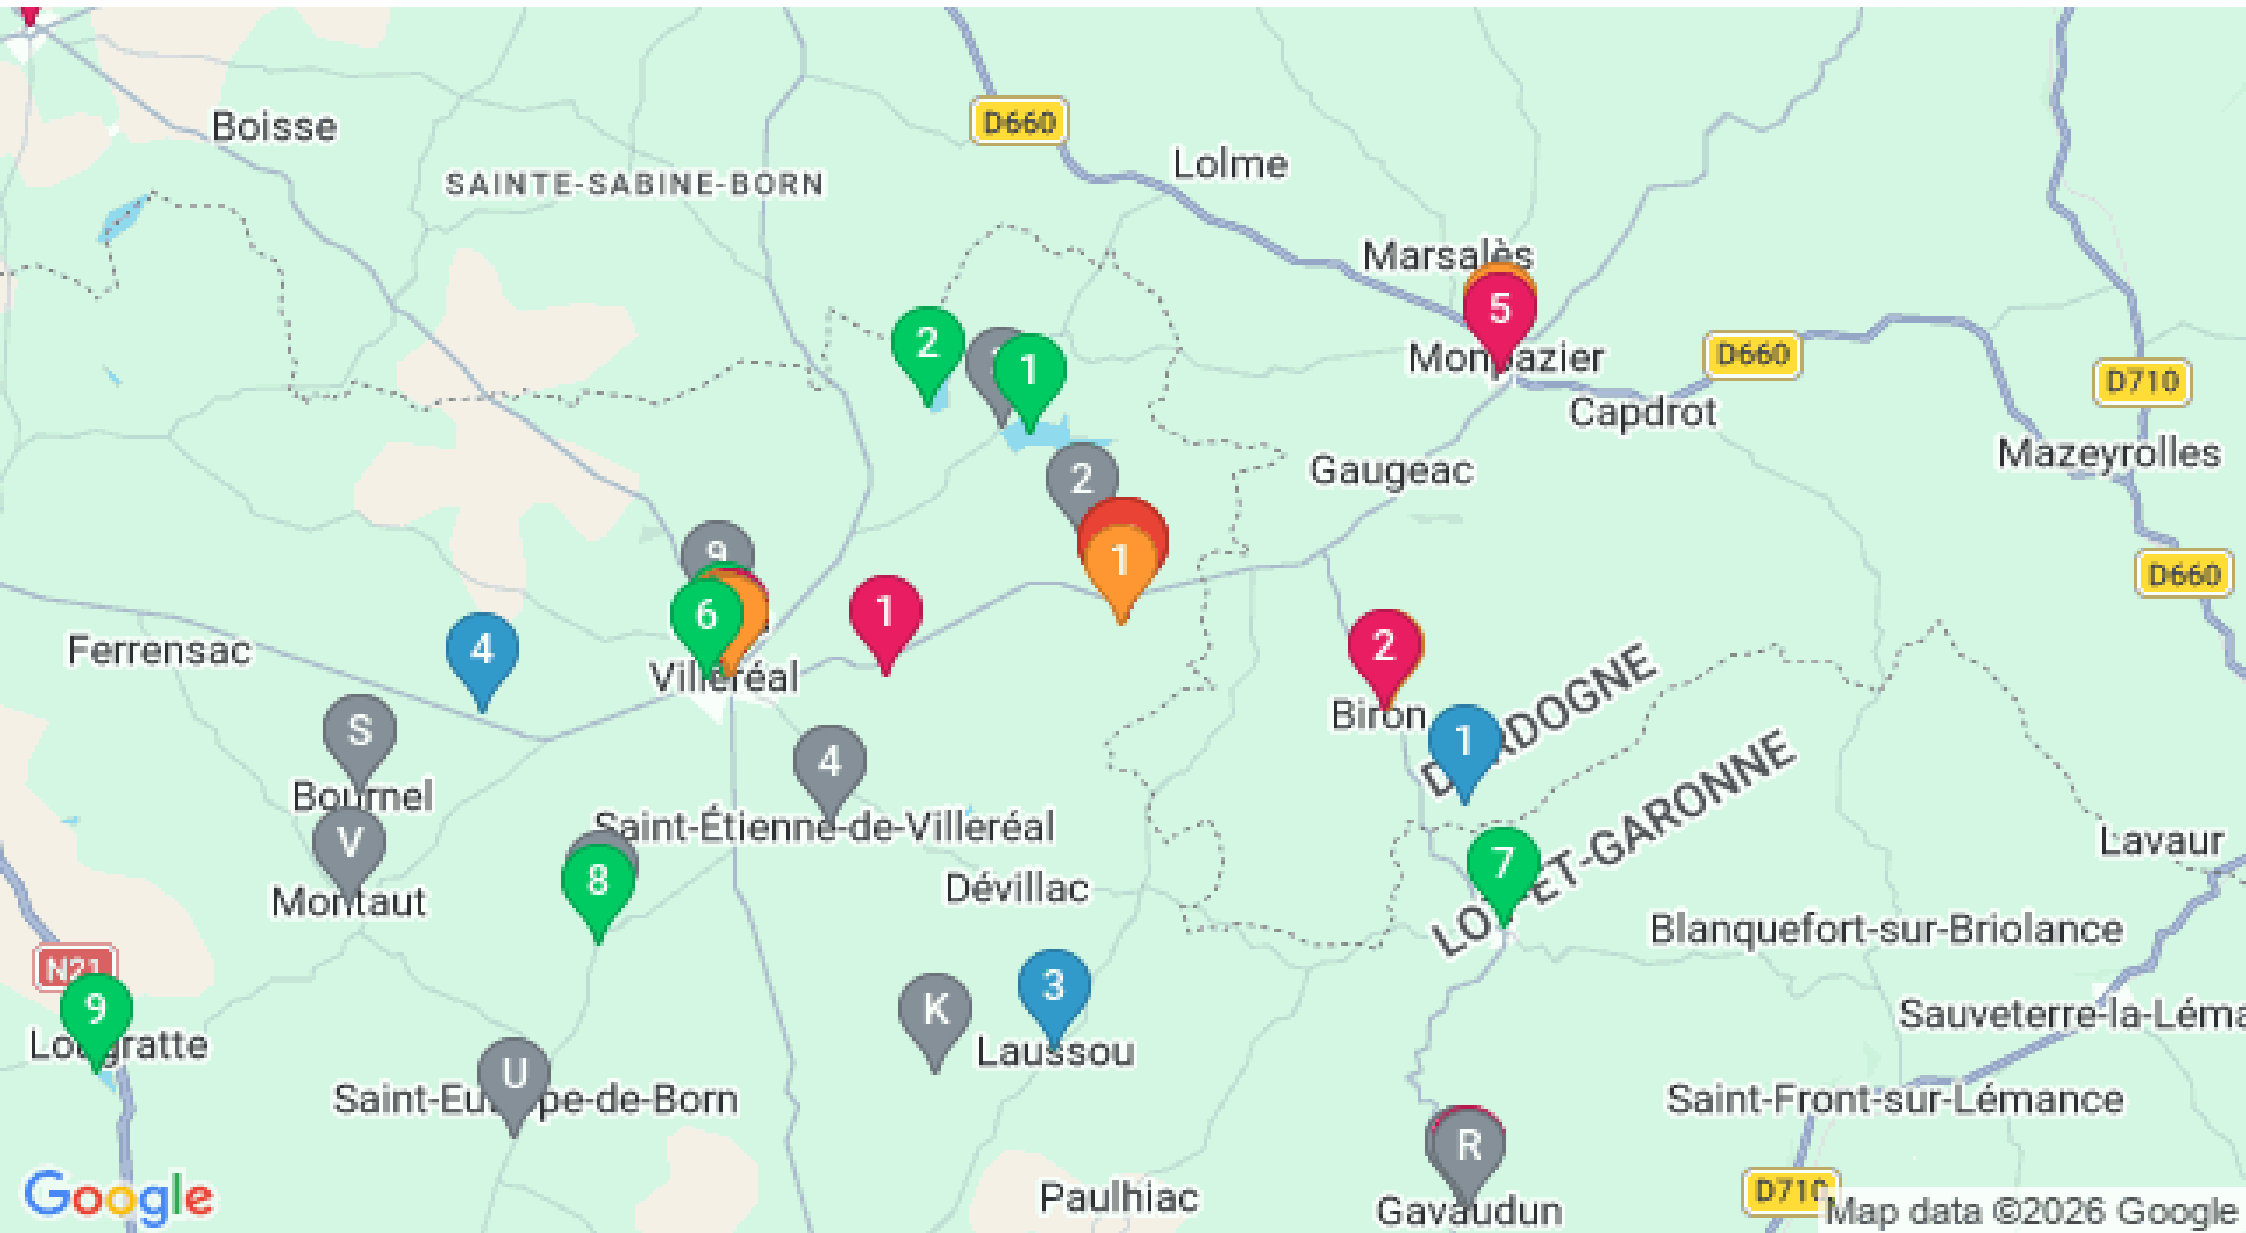 Boisse
D660
Lolme
SAINTE-SABINE-BORN
Marsalès
5
Monpazier
D660
2
1
D710
Capdrot
Mazeyrolles
Gaugeac
2
9
1
D660
6
1
4
Ferrensac
Villeréal
2
Biron
S
1
DORDOGNE
4
Bournel
Saint-Étienne-de-Villeréal
V
Lavaur
7
8
Dévillac
LOT-ET-GARONNE
Montaut
Blanquefort-sur-Briolance
N21
3
9
K
Sauveterre-la-Léma
Lougratte
Laussou
U
Saint-Eutrope-de-Born
Saint-Front-sur-Lémance
R
Google
Paulhiac
D710
Gavaudun
Map data ©2026 Google